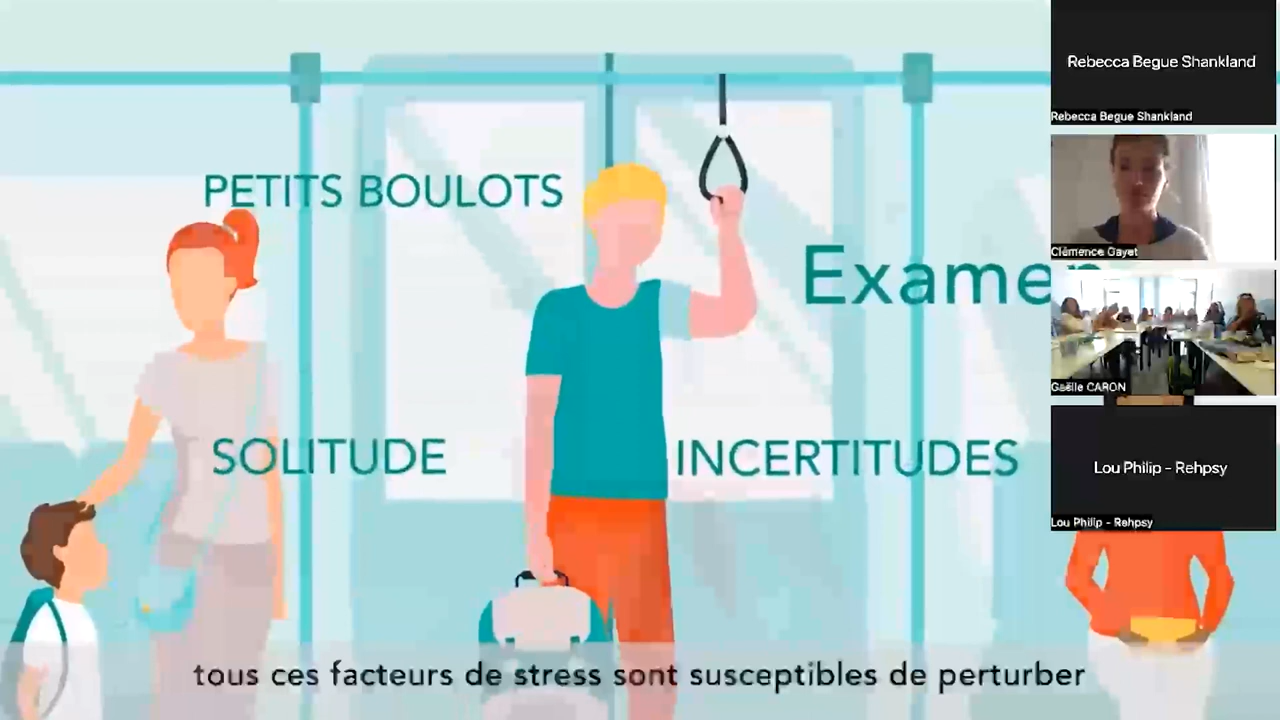 PETITS BOULOTS
Examen
SOLITUDE
INCERTITUDES
tous ces facteurs de stress sont susceptibles de perturber
Rebecca Begue Shankland
Rebecca Begue Shankland
Clémence Gayet
Gaëlle CARON
Lou Philip - Rehpsy
Lou Philip - Rehpsy